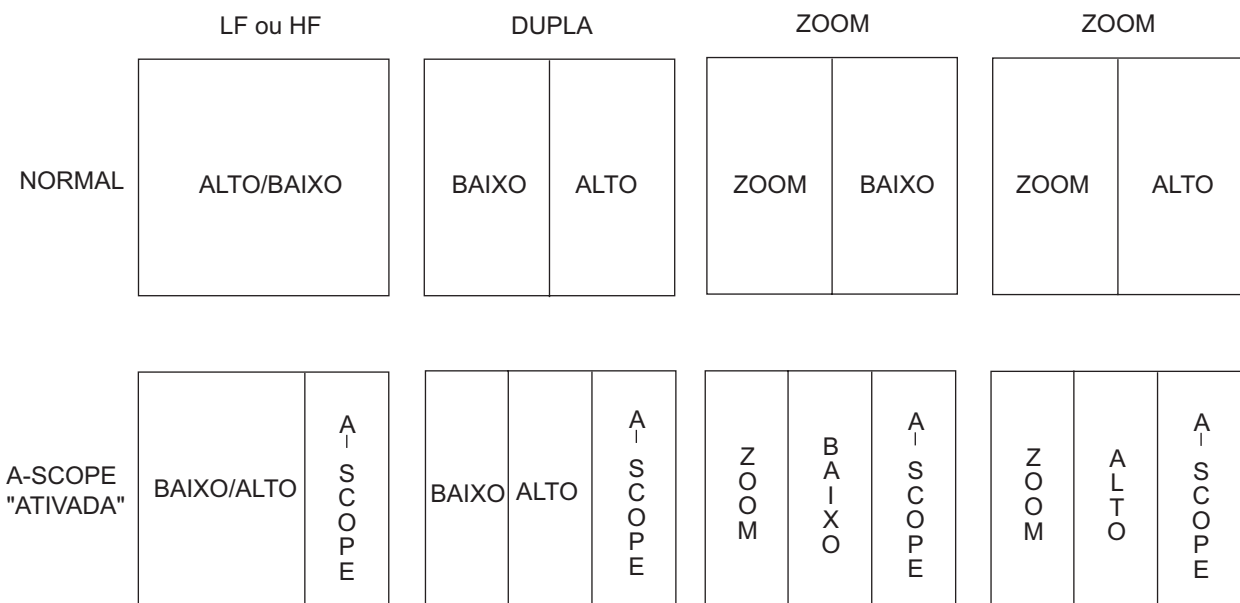 LF ou HF DUPLA ZOOM ZOOM
NORMAL ALTO/BAIXO BAIXO ALTO ZOOM BAIXO ZOOM ALTO
A-SCOPE
"ATIVADA"
BAIXO/ALTO
A-SCOPE
BAIXO ALTO
A-SCOPE
ZOOM
BAIXO
A-SCOPE
ZOOM
ALTO
A-SCOPE